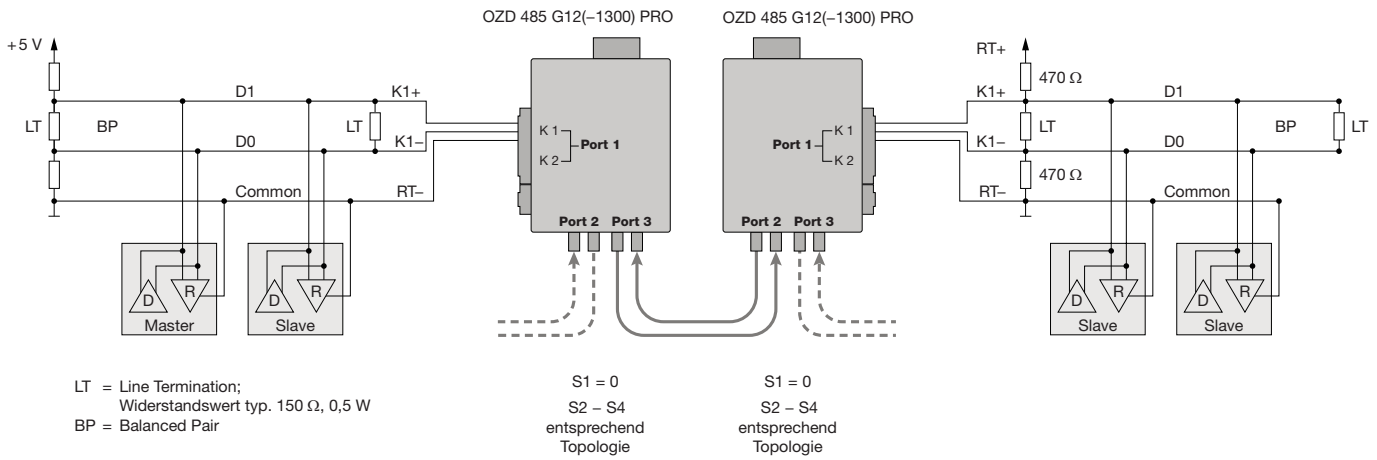 OZD 485 G12(–1300) PRO
OZD 485 G12(–1300) PRO
+5 V
RT+
470 Ω
D1
K1+
K1+
D1
LT
BP
LT
K 1
Port 1
K 2
Port 1
K 1
K 2
LT
BP
LT
D0
K1–
K1–
D0
470 Ω
Common
RT–
RT–
Common
Port 2
Port 3
Port 2
Port 3
D
R
Master
D
R
Slave
D
R
Slave
D
R
Slave
LT = Line Termination;
Widerstandswert typ. 150 Ω, 0,5 W
BP = Balanced Pair
S1 = 0
S2 – S4
entsprechend
Topologie
S1 = 0
S2 – S4
entsprechend
Topologie